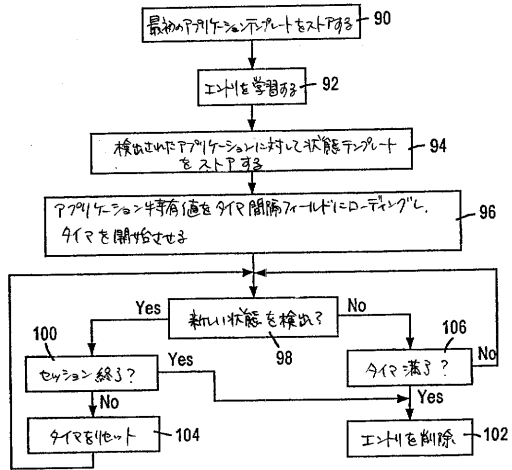 最初のアプリケーションテンプレートをストアする
90
エントリを学習する
92
検出されたアプリケーションに対して状態テンプレート
をストアする
94
アプリケーション特有値をタイマ間隔フィールドにローディングし、
タイマを開始させる
96
Yes
新しい状態を検出?
No
98
100
セッション終了?
Yes
106
タイマ満了?
No
No
Yes
タイマをリセット
104
エントリを削除
102